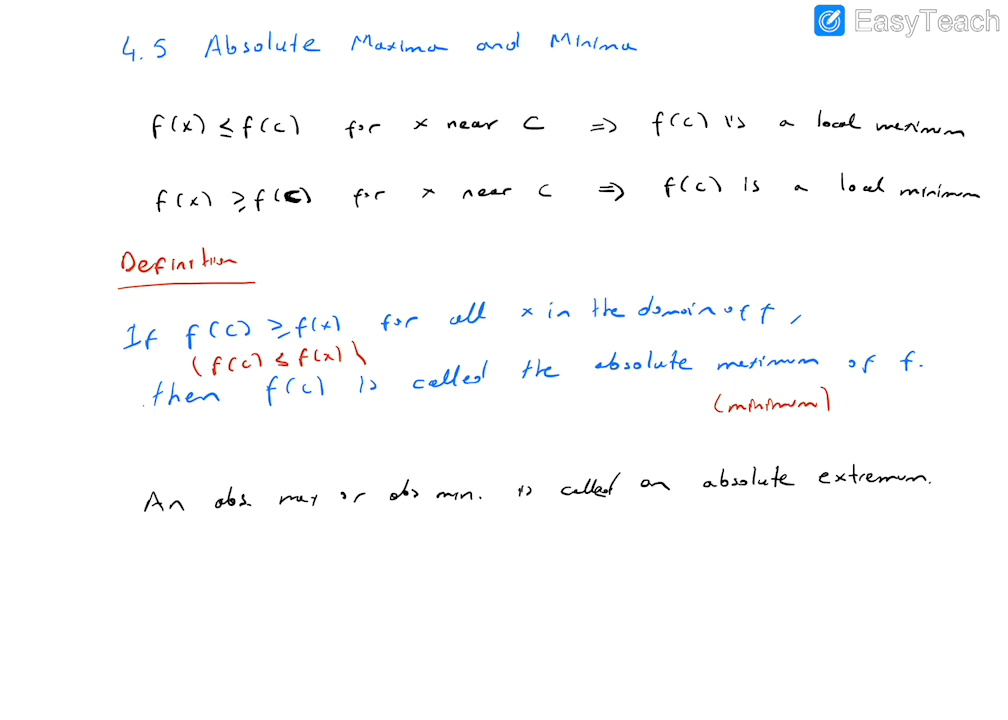 EasyTeach
4.5 Absolute Maxima and Minima
f(x) ≤ f(c) for x near c ⇒ f(c) is a local maximum
f(x) ≥ f(c) for x near c ⇒ f(c) is a local minimum
Definition
If f(c) ≥ f(x) for all x in the domain of f,
(f(c) ≤ f(x))
then f(c) is called the absolute maximum of f.
(minimum)
An abs. max or abs min. is called an absolute extremum.